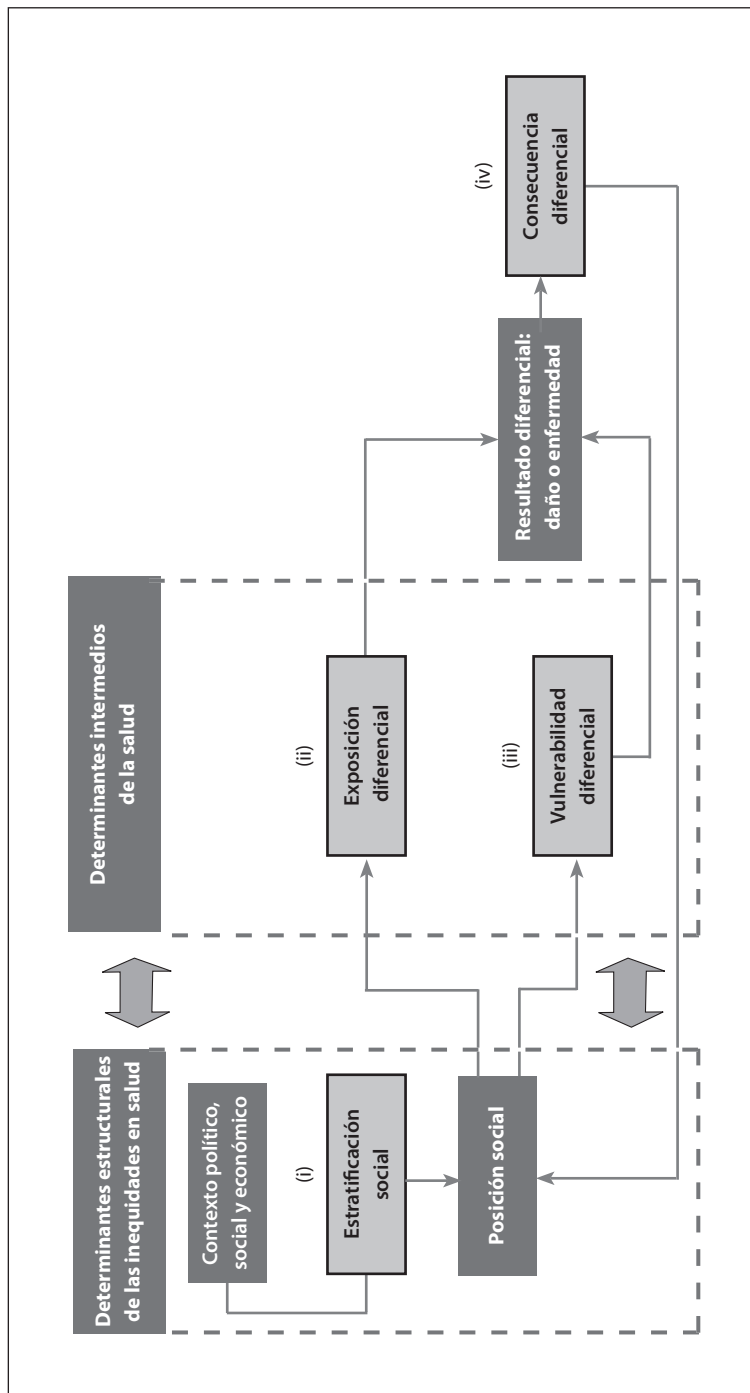 Determinantes estructurales
de las inequidades en salud
Contexto político,
social y económico
(i)
Estratificación
social
Posición social
Determinantes intermedios
de la salud
(ii)
Exposición
diferencial
(iii)
Vulnerabilidad
diferencial
Resultado diferencial:
daño o enfermedad
(iv)
Consecuencia
diferencial